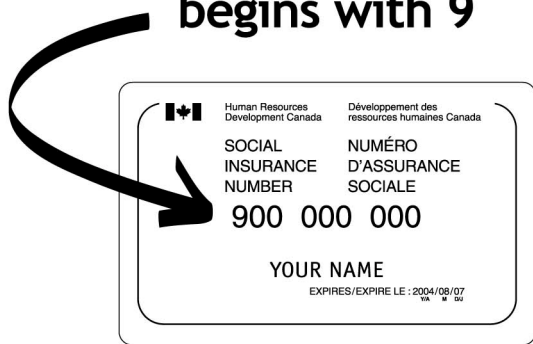 begins with 9
Human Resources
Development Canada
Développement des
ressources humaines Canada
SOCIAL
INSURANCE
NUMBER
NUMÉRO
D'ASSURANCE
SOCIALE
900 000 000
YOUR NAME
EXPIRES/EXPIRE LE : 2004/08/07
Y/A M D/J